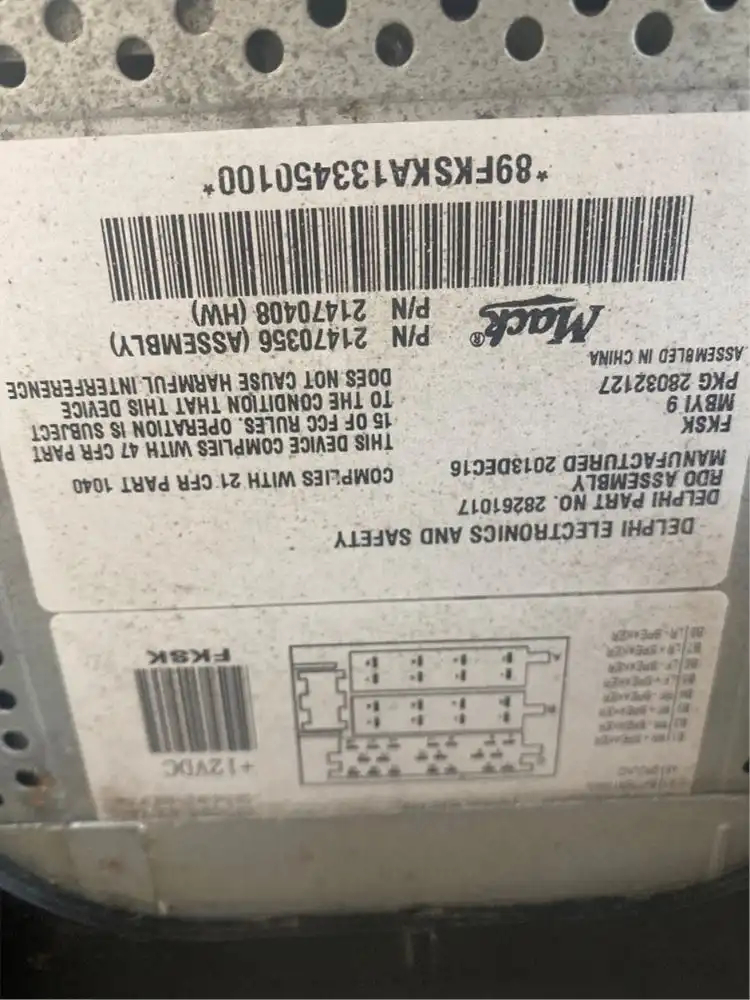 DELPHI ELECTRONICS AND SAFETY
DELPHI PART NO. 28261017
RDO ASSEMBLY
MANUFACTURED 2013DEC16
FKSK
MBYI 9
PKG 28032127
ASSEMBLED IN CHINA
COMPLIES WITH 21 CFR PART 1040
THIS DEVICE COMPLIES WITH 47 CFR PART
15 OF FCC RULES. OPERATION IS SUBJECT
TO THE CONDITION THAT THIS DEVICE
DOES NOT CAUSE HARMFUL INTERFERENCE
Mack®
P/N 21470356 (ASSEMBLY)
P/N 21470408 (HW)
*89FKSKA133450100*
+12VDC
FKSK